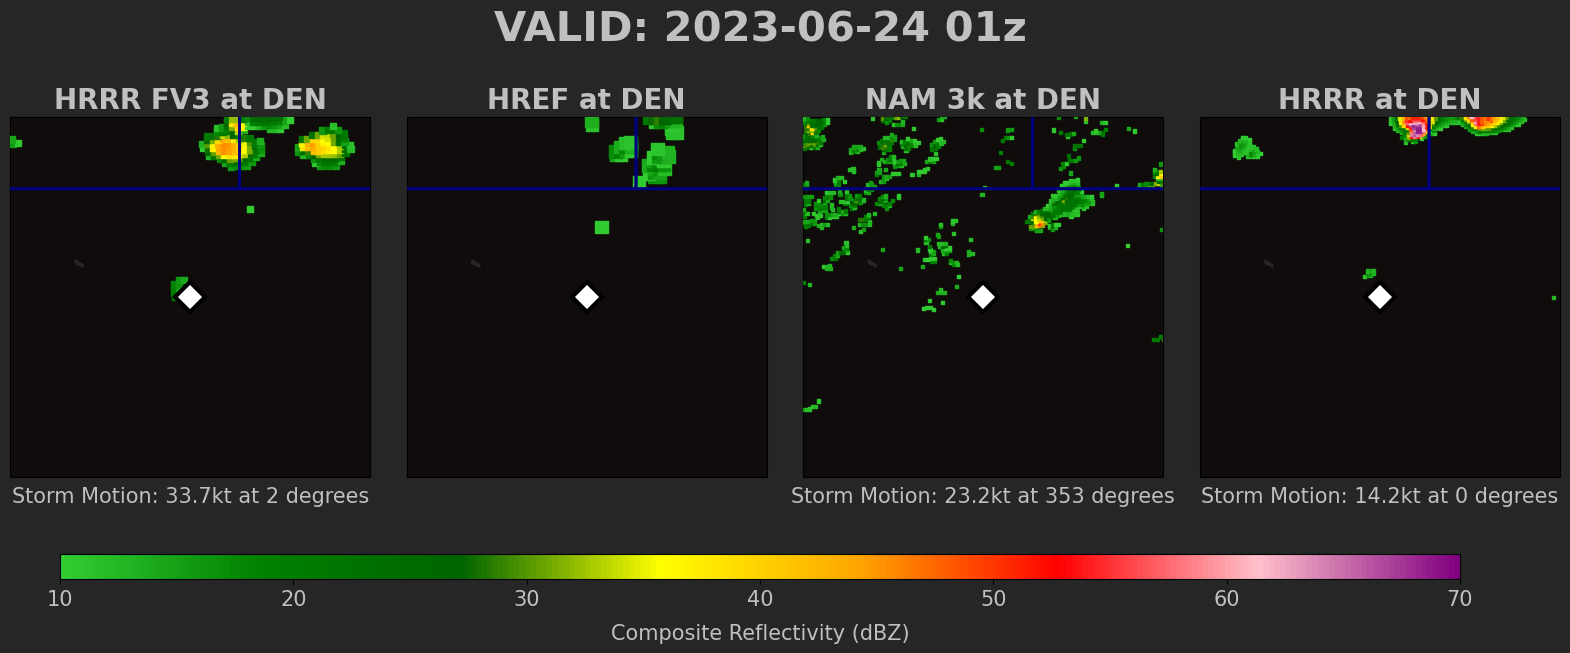 VALID: 2023-06-24 01z
HRRR FV3 at DEN
HREF at DEN
NAM 3k at DEN
HRRR at DEN
Storm Motion: 33.7kt at 2 degrees
Storm Motion: 23.2kt at 353 degrees
Storm Motion: 14.2kt at 0 degrees
10 20 30 40 50 60 70
Composite Reflectivity (dBZ)